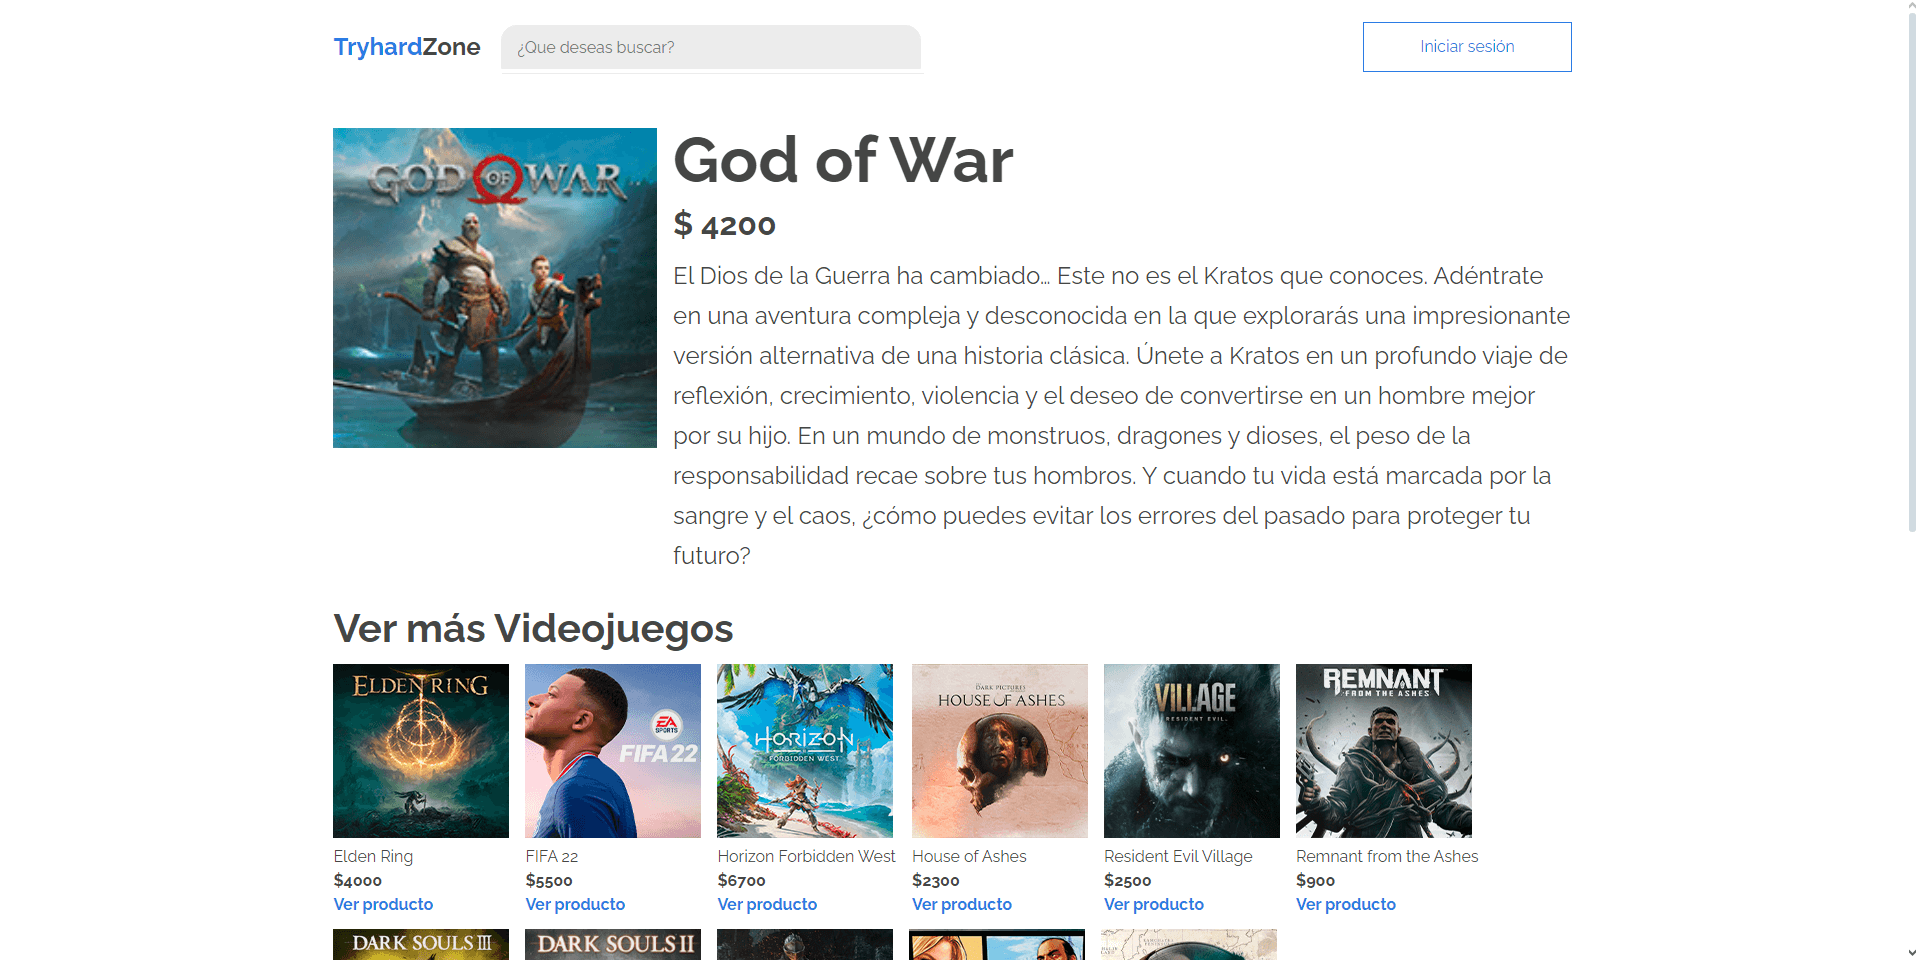 TryhardZone
¿Que deseas buscar?
Iniciar sesión
GOD OF WAR
God of War
$ 4200
El Dios de la Guerra ha cambiado... Este no es el Kratos que conoces. Adéntrate
en una aventura compleja y desconocida en la que explorarás una impresionante
versión alternativa de una historia clásica. Únete a Kratos en un profundo viaje de
reflexión, crecimiento, violencia y el deseo de convertirse en un hombre mejor
por su hijo. En un mundo de monstruos, dragones y dioses, el peso de la
responsabilidad recae sobre tus hombros. Y cuando tu vida está marcada por la
sangre y el caos, ¿cómo puedes evitar los errores del pasado para proteger tu
futuro?
Ver más Videojuegos
ELDEN RING
EA
SPORTS
FIFA 22
HORIZON
FORBIDDEN WEST
DARK PICTURES
HOUSE OF ASHES
VILLAGE
RESIDENT EVIL
REMNANT
FROM THE ASHES
Elden Ring
$4000
Ver producto
FIFA 22
$5500
Ver producto
Horizon Forbidden West
$6700
Ver producto
House of Ashes
$2300
Ver producto
Resident Evil Village
$2500
Ver producto
Remnant from the Ashes
$900
Ver producto
DARK SOULS III
DARK SOULS II